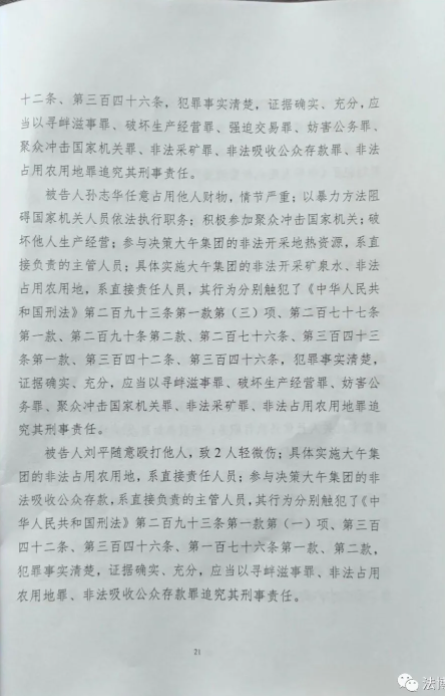 十二条、第三百四十六条，犯罪事实清楚，证据确实、充分，应
当以寻衅滋事罪、破坏生产经营罪、强迫交易罪、妨害公务罪、
聚众冲击国家机关罪、非法采矿罪、非法吸收公众存款罪、非法
占用农用地罪追究其刑事责任。
被告人孙志华任意占用他人财物，情节严重；以暴力方法阻
碍国家机关人员依法执行职务；积极参加聚众冲击国家机关；破
坏他人生产经营；参与决策大午集团的非法开采地热资源，系直
接负责的主管人员；具体实施大午集团的非法开采矿泉水、非法
占用农用地，系直接责任人员，其行为分别触犯了《中华人民共
和国刑法》第二百九十三条第一款第（三）项、第二百七十七条
第一款、第二百九十条第二款、第二百七六条、第三百四十三
条第一款、第三百四十二条、第三百四十六条，犯罪事实清楚，
证据确实、充分，应当以寻衅滋事罪、破坏生产经营罪、妨害公
务罪、聚众冲击国家机关罪、非法采矿罪、非法占用农用地罪追
究其刑事责任。
被告人刘平随意殴打他人，致2人轻微伤；具体实施大午集
团的非法占用农用地，系直接责任人员；参与决策大午集团的非
法吸收公众存款，系直接负责的主管人员，其行为分别触犯了《中
华人民共和国刑法》第二百九十三条第一款第（一）项、第三百
四十二条、第三百四十六条、第一百七十六条第一款、第二款，
犯罪事实清楚，证据确实、充分，应当以寻衅滋事罪、非法占用
农用地罪、非法吸收公众存款罪追究其刑事责任。
21
法